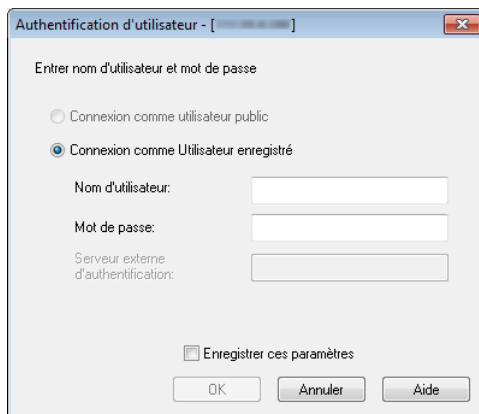 Authentification d'utilisateur - [ ]
Entrer nom d'utilisateur et mot de passe
Connexion comme utilisateur public
Connexion comme Utilisateur enregistré
Nom d'utilisateur:
Mot de passe:
Serveur externe
d'authentification:
Enregistrer ces paramètres
OK Annuler Aide